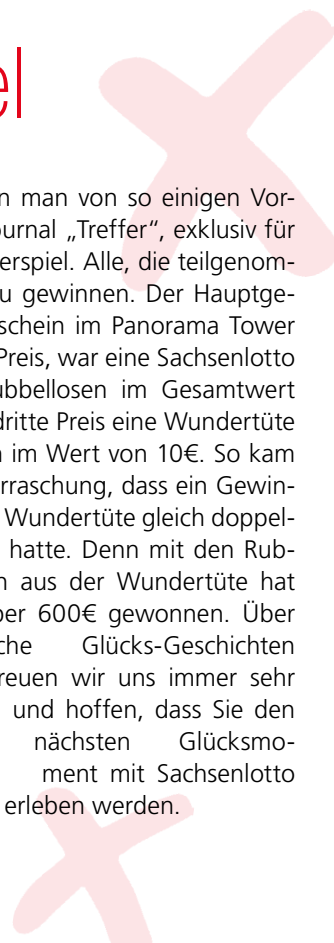 el
n man von so einigen Vor-
urnal „Treffer“, exklusiv für
erspiel. Alle, die teilgenom-
u gewinnen. Der Hauptge-
schein im Panorama Tower
Preis, war eine Sachsenlotto
ubbellosen im Gesamtwert
dritte Preis eine Wundertüte
n im Wert von 10€. So kam
rraschung, dass ein Gewin-
Wundertüte gleich doppel-
hatte. Denn mit den Rub-
n aus der Wundertüte hat
ber 600€ gewonnen. Über
che Glücks-Geschichten
reuen wir uns immer sehr
und hoffen, dass Sie den
nächsten Glücksmo-
ment mit Sachsenlotto
erleben werden.